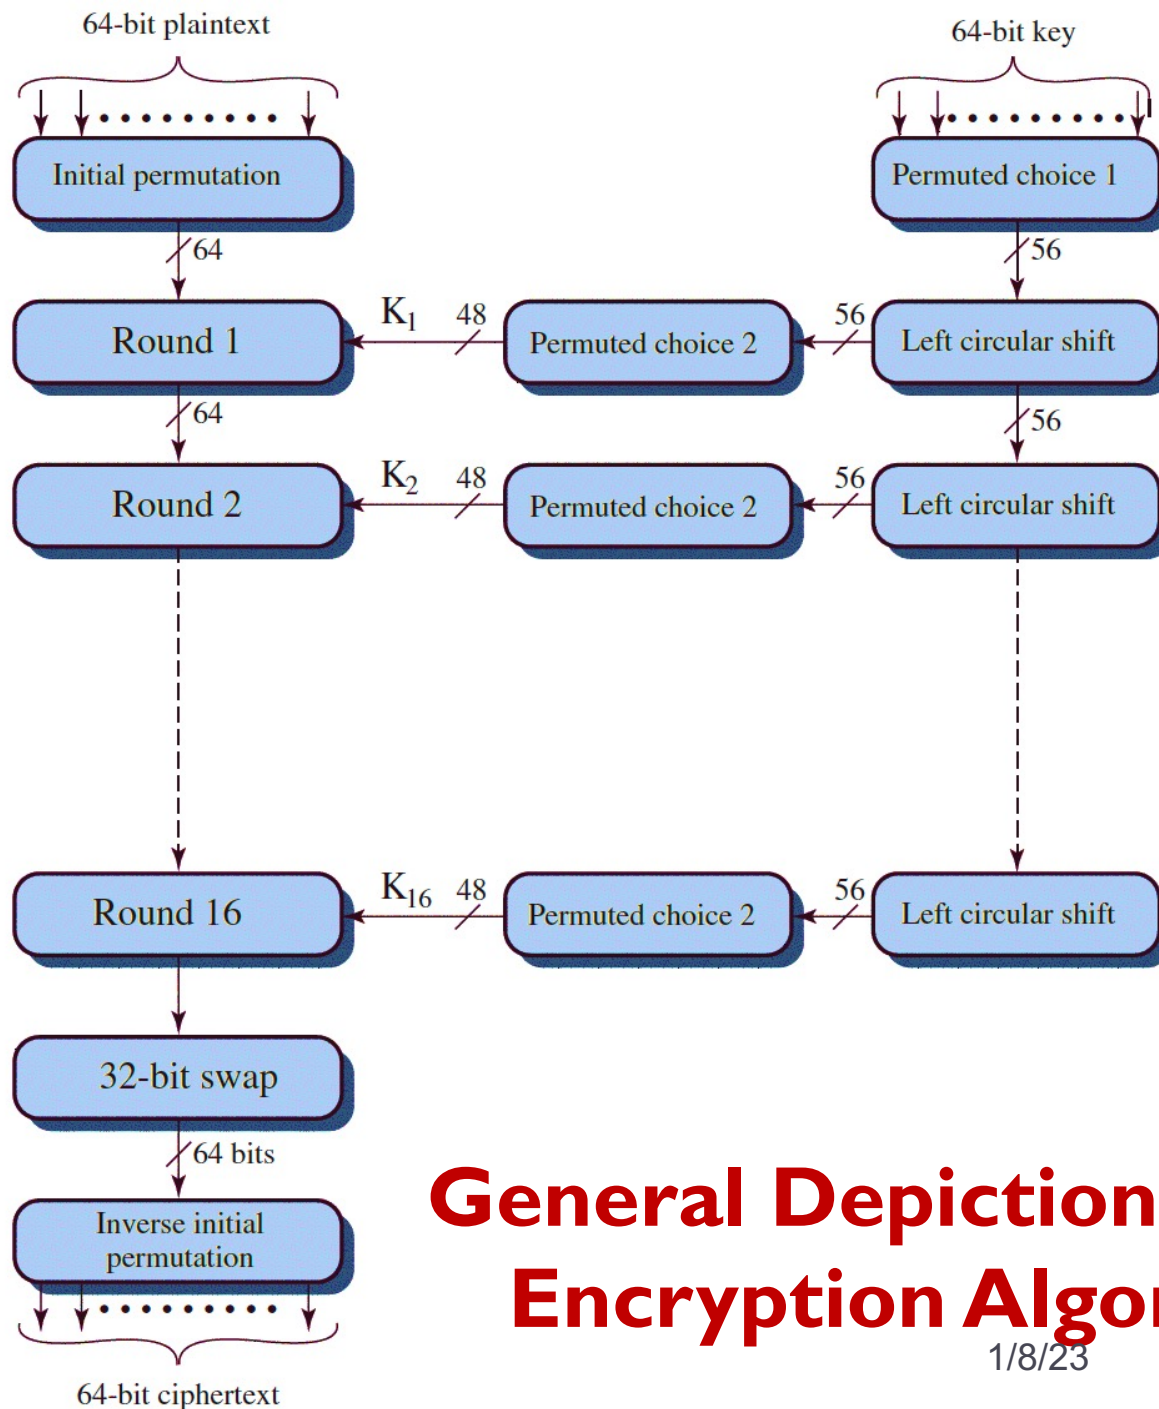 64-bit plaintext
64-bit key
Initial permutation
Permuted choice 1
64
56
Round 1
K1
48
Permuted choice 2
56
Left circular shift
64
56
Round 2
K2
48
Permuted choice 2
56
Left circular shift
Round 16
K16
48
Permuted choice 2
56
Left circular shift
32-bit swap
64 bits
Inverse initial
permutation
64-bit ciphertext
General Depiction
Encryption Algor
1/8/23